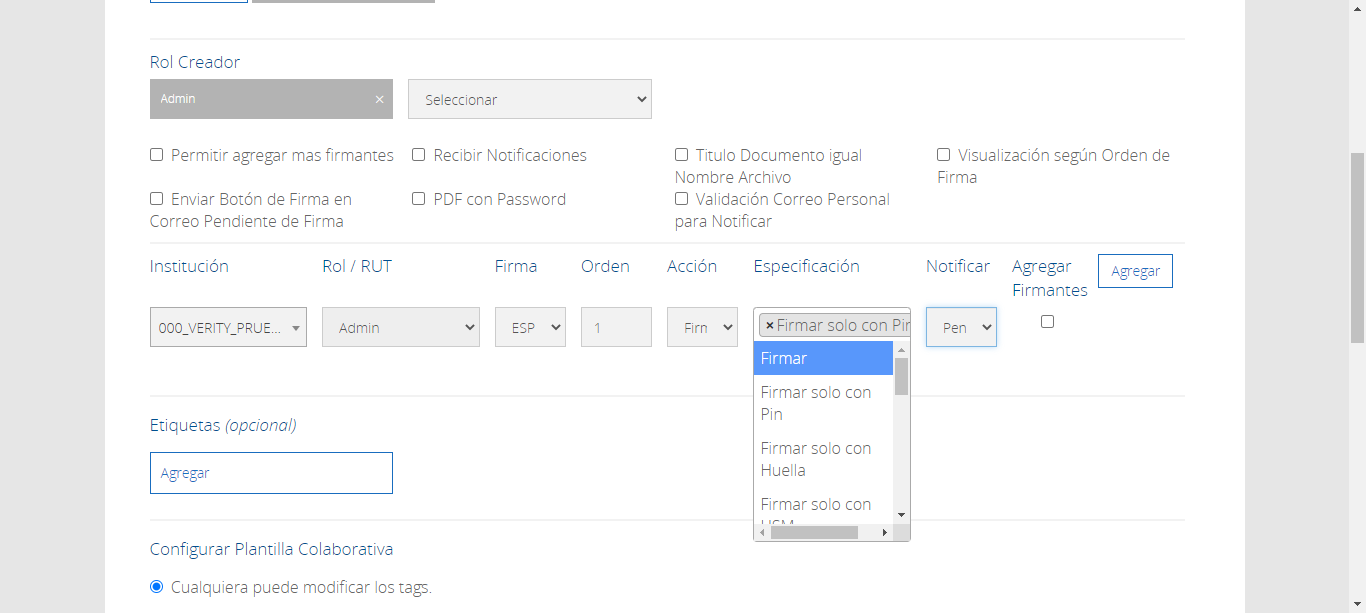 Rol Creador
Admin ×
Seleccionar
Permitir agregar mas firmantes
Recibir Notificaciones
Titulo Documento igual
Nombre Archivo
Visualización según Orden de
Firma
Enviar Botón de Firma en
Correo Pendiente de Firma
PDF con Password
Validación Correo Personal
para Notificar
Institución
Rol / RUT
Firma
Orden
Acción
Especificación
Notificar
Agregar
Firmantes
Agregar
000_VERITY_PRUE...
Admin
ESP
1
Firn
× Firmar solo con Pin
Pen
Firmar
Firmar solo con
Pin
Firmar solo con
Huella
Firmar solo con
HSM
Etiquetas (opcional)
Agregar
Configurar Plantilla Colaborativa
Cualquiera puede modificar los tags.